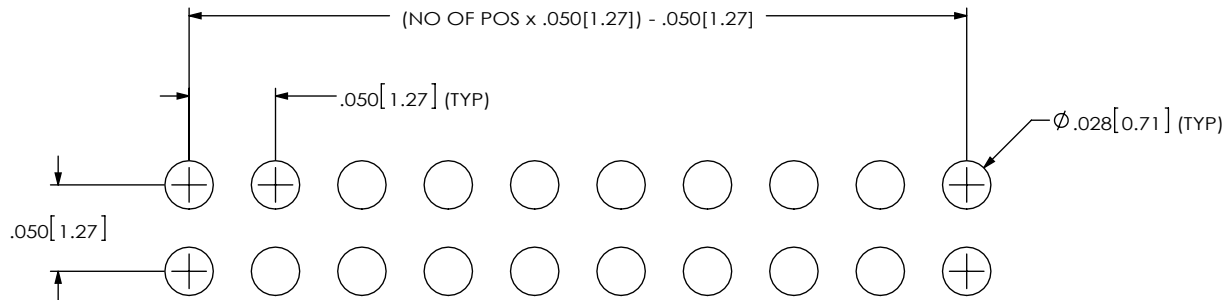 (NO OF POS x .050[1.27]) - .050[1.27]
.050[1.27] (TYP)
Ø.028[0.71] (TYP)
.050[1.27]